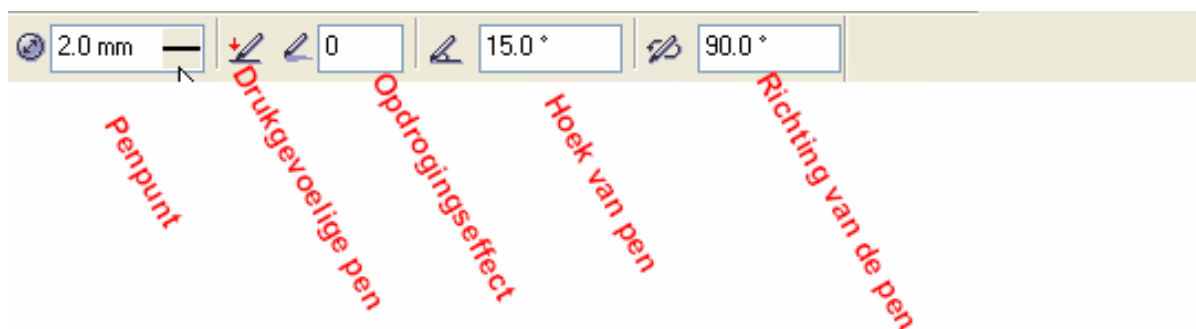 2.0 mm 0 15.0 ° 90.0 °
Penpunt
Drukgevoelige pen
Opdrogingseffect
Hoek van pen
Richting van de pen